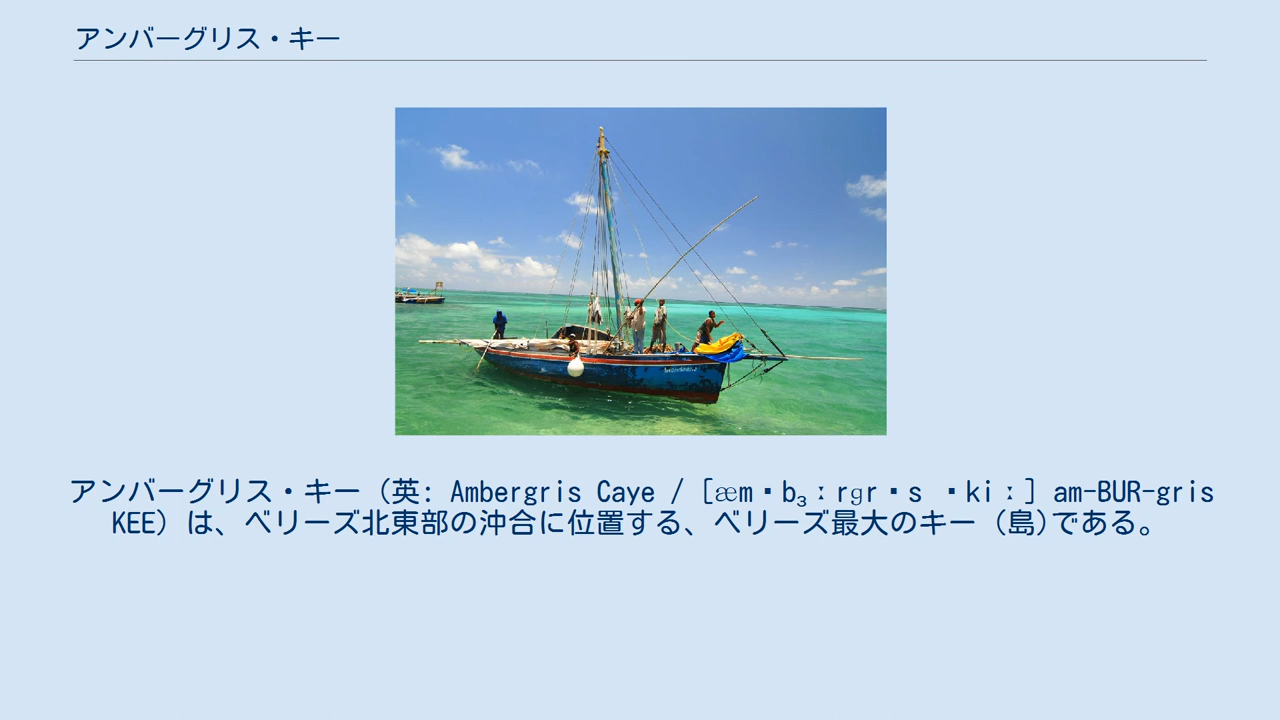 アンバーグリス・キー
アンバーグリス・キー（英: Ambergris Caye / [æm▪b₃ːrgr▪s ▪kiː] am-BUR-gris
KEE）は、ベリーズ北東部の沖合に位置する、ベリーズ最大のキー（島)である。